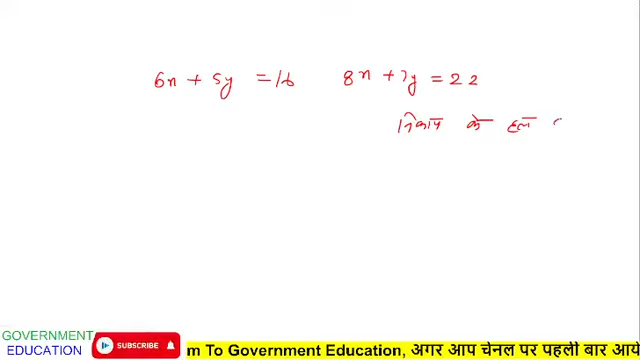 6x + 5y = 16 8x + 7y = 22
निकाय के हल
GOVERNMENT
EDUCATION
SUBSCRIBE
m To Government Education, अगर आप चेनल पर पहली बार आये